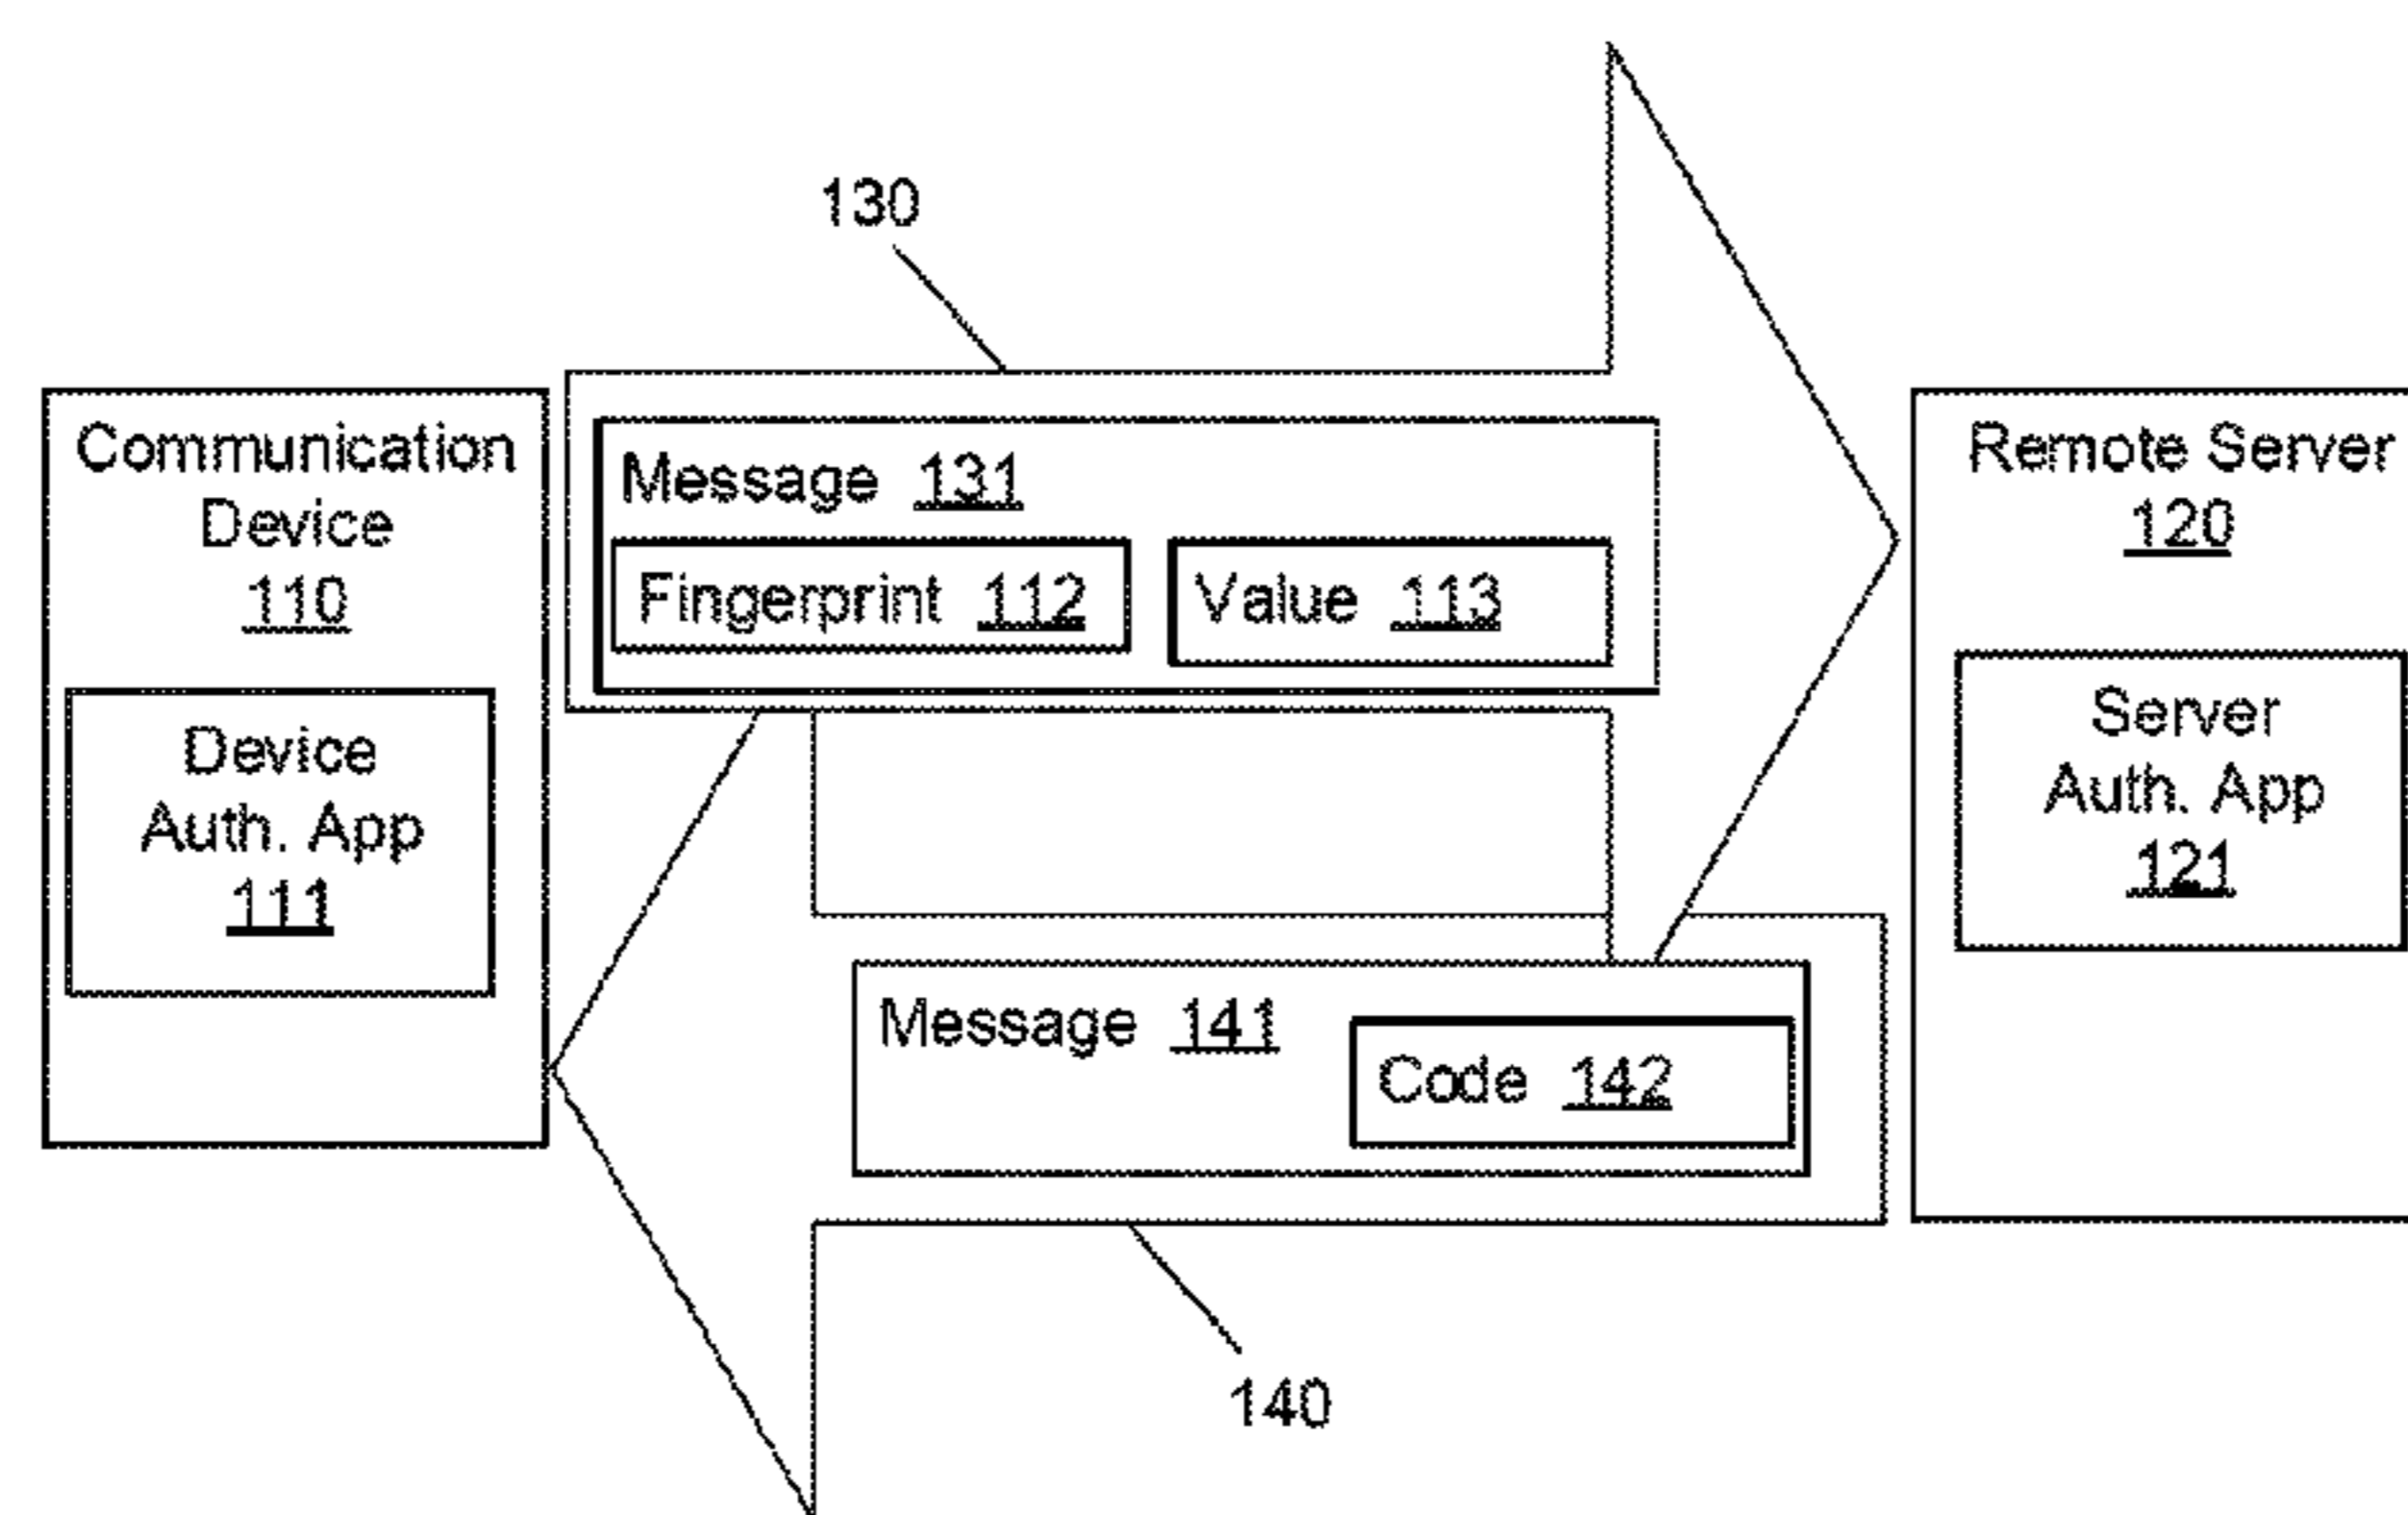 130
Communication
Device
110
Device
Auth. App
111
Message 131
Fingerprint 112
Value 113
Remote Server
120
Server
Auth. App
121
Message 141
Code 142
140